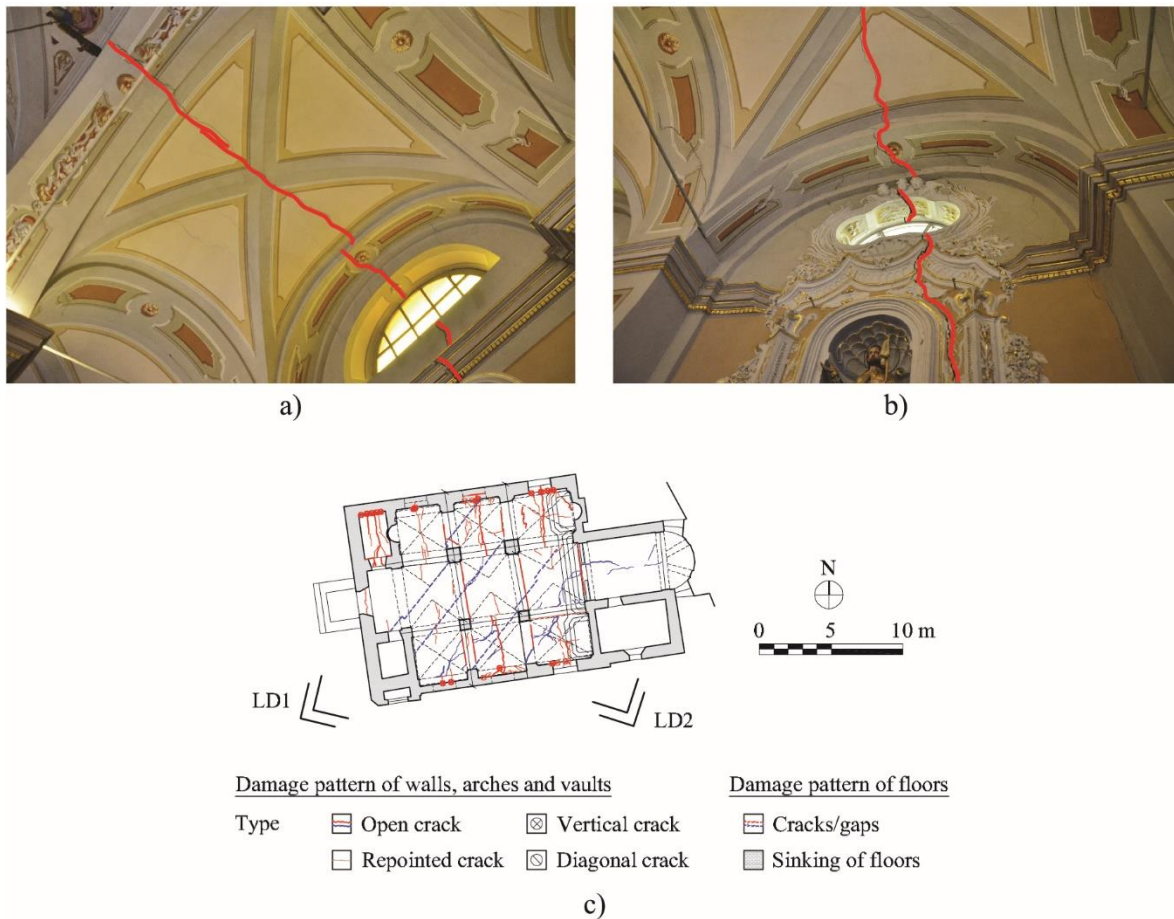 a)
b)
N
0 5 10 m
LD1
LD2
Damage pattern of walls, arches and vaults
Damage pattern of floors
Type
Open crack
Vertical crack
Cracks/gaps
Repointed crack
Diagonal crack
Sinking of floors
c)